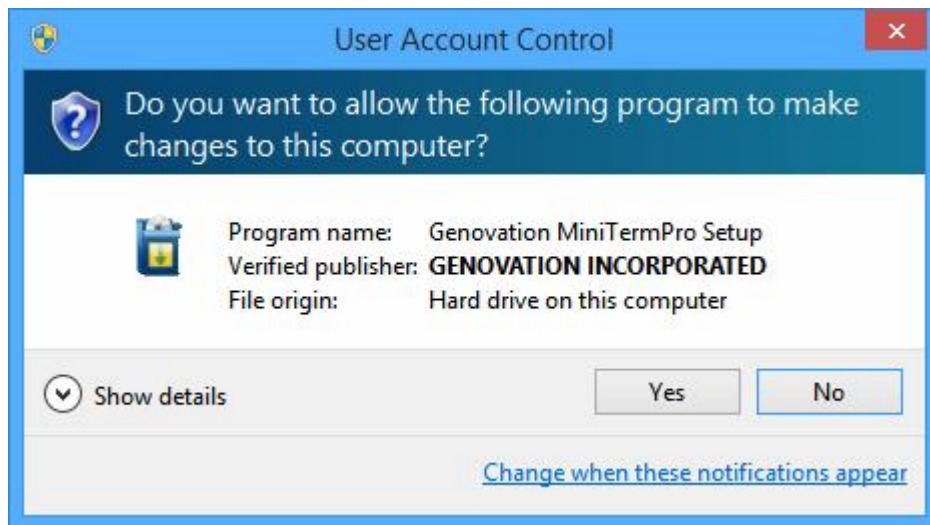 User Account Control
Do you want to allow the following program to make
changes to this computer?
Program name: Genovation MiniTermPro Setup
Verified publisher: GENOVATION INCORPORATED
File origin: Hard drive on this computer
Show details
Yes
No
Change when these notifications appear